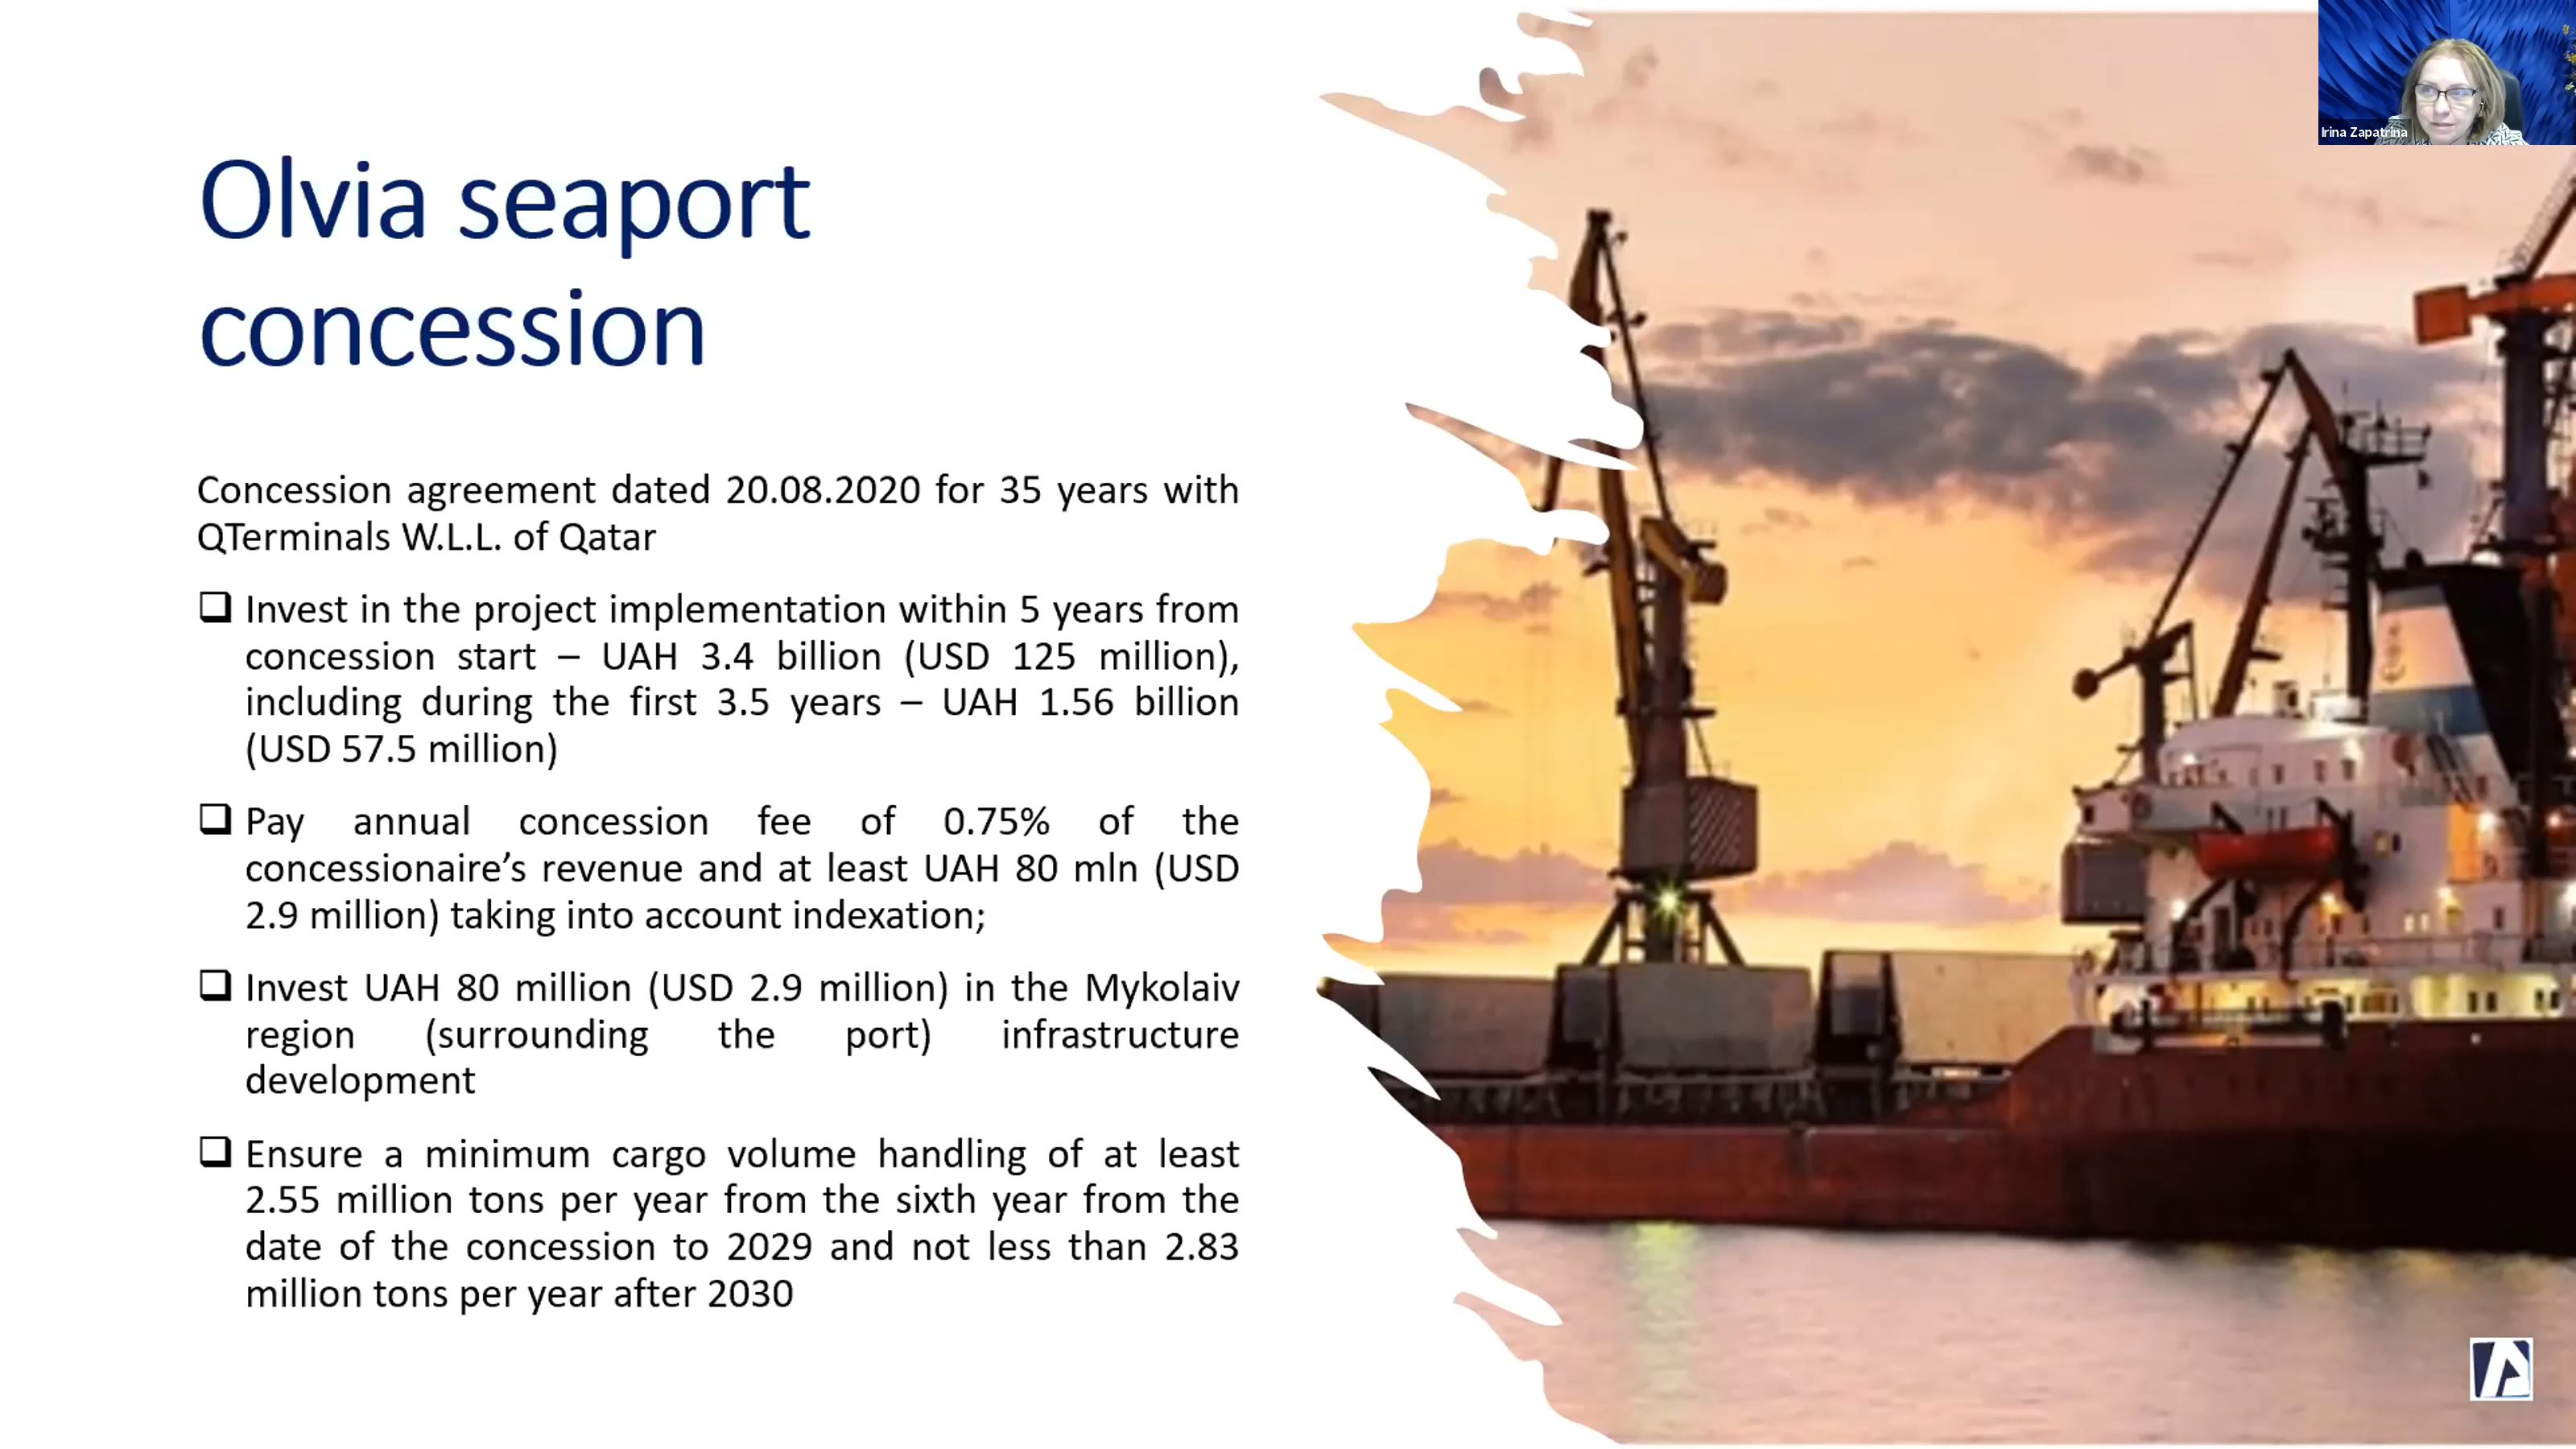 Irina Zapatrina
Olvia seaport
concession
Concession agreement dated 20.08.2020 for 35 years with
QTerminals W.L.L. of Qatar
Invest in the project implementation within 5 years from
concession start – UAH 3.4 billion (USD 125 million),
including during the first 3.5 years – UAH 1.56 billion
(USD 57.5 million)
Pay annual concession fee of 0.75% of the
concessionaire’s revenue and at least UAH 80 mln (USD
2.9 million) taking into account indexation;
Invest UAH 80 million (USD 2.9 million) in the Mykolaiv
region (surrounding the port) infrastructure
development
Ensure a minimum cargo volume handling of at least
2.55 million tons per year from the sixth year from the
date of the concession to 2029 and not less than 2.83
million tons per year after 2030